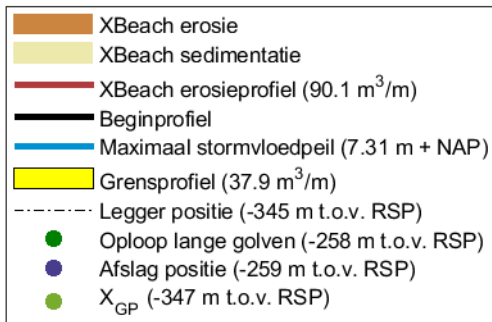 XBeach erosie
XBeach sedimentatie
XBeach erosieprofiel (90.1 m³/m)
Beginprofiel
Maximaal stormvloedpeil (7.31 m + NAP)
Grensprofiel (37.9 m³/m)
Legger positie (-345 m t.o.v. RSP)
Oploop lange golven (-258 m t.o.v. RSP)
Afslag positie (-259 m t.o.v. RSP)
X_GP (-347 m t.o.v. RSP)